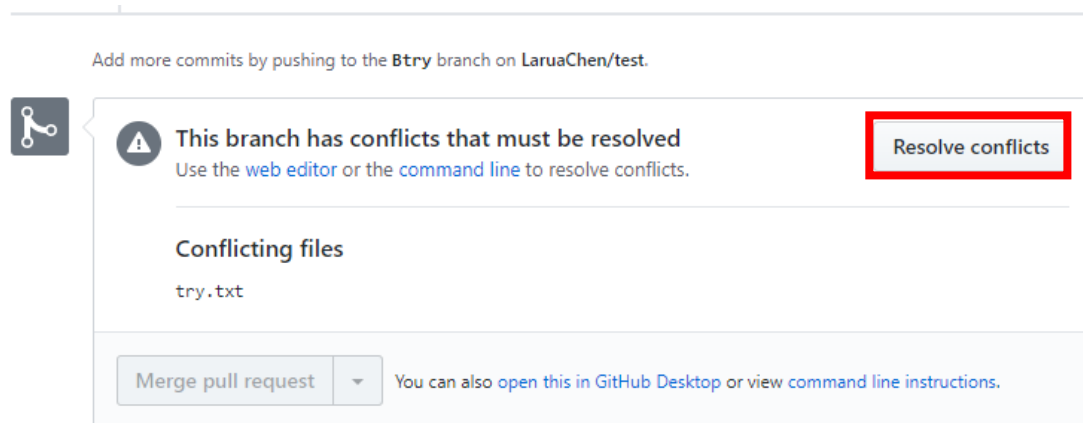 Add more commits by pushing to the Btry branch on LaruaChen/test.
This branch has conflicts that must be resolved
Resolve conflicts
Use the web editor or the command line to resolve conflicts.
Conflicting files
try.txt
Merge pull request
You can also open this in GitHub Desktop or view command line instructions.